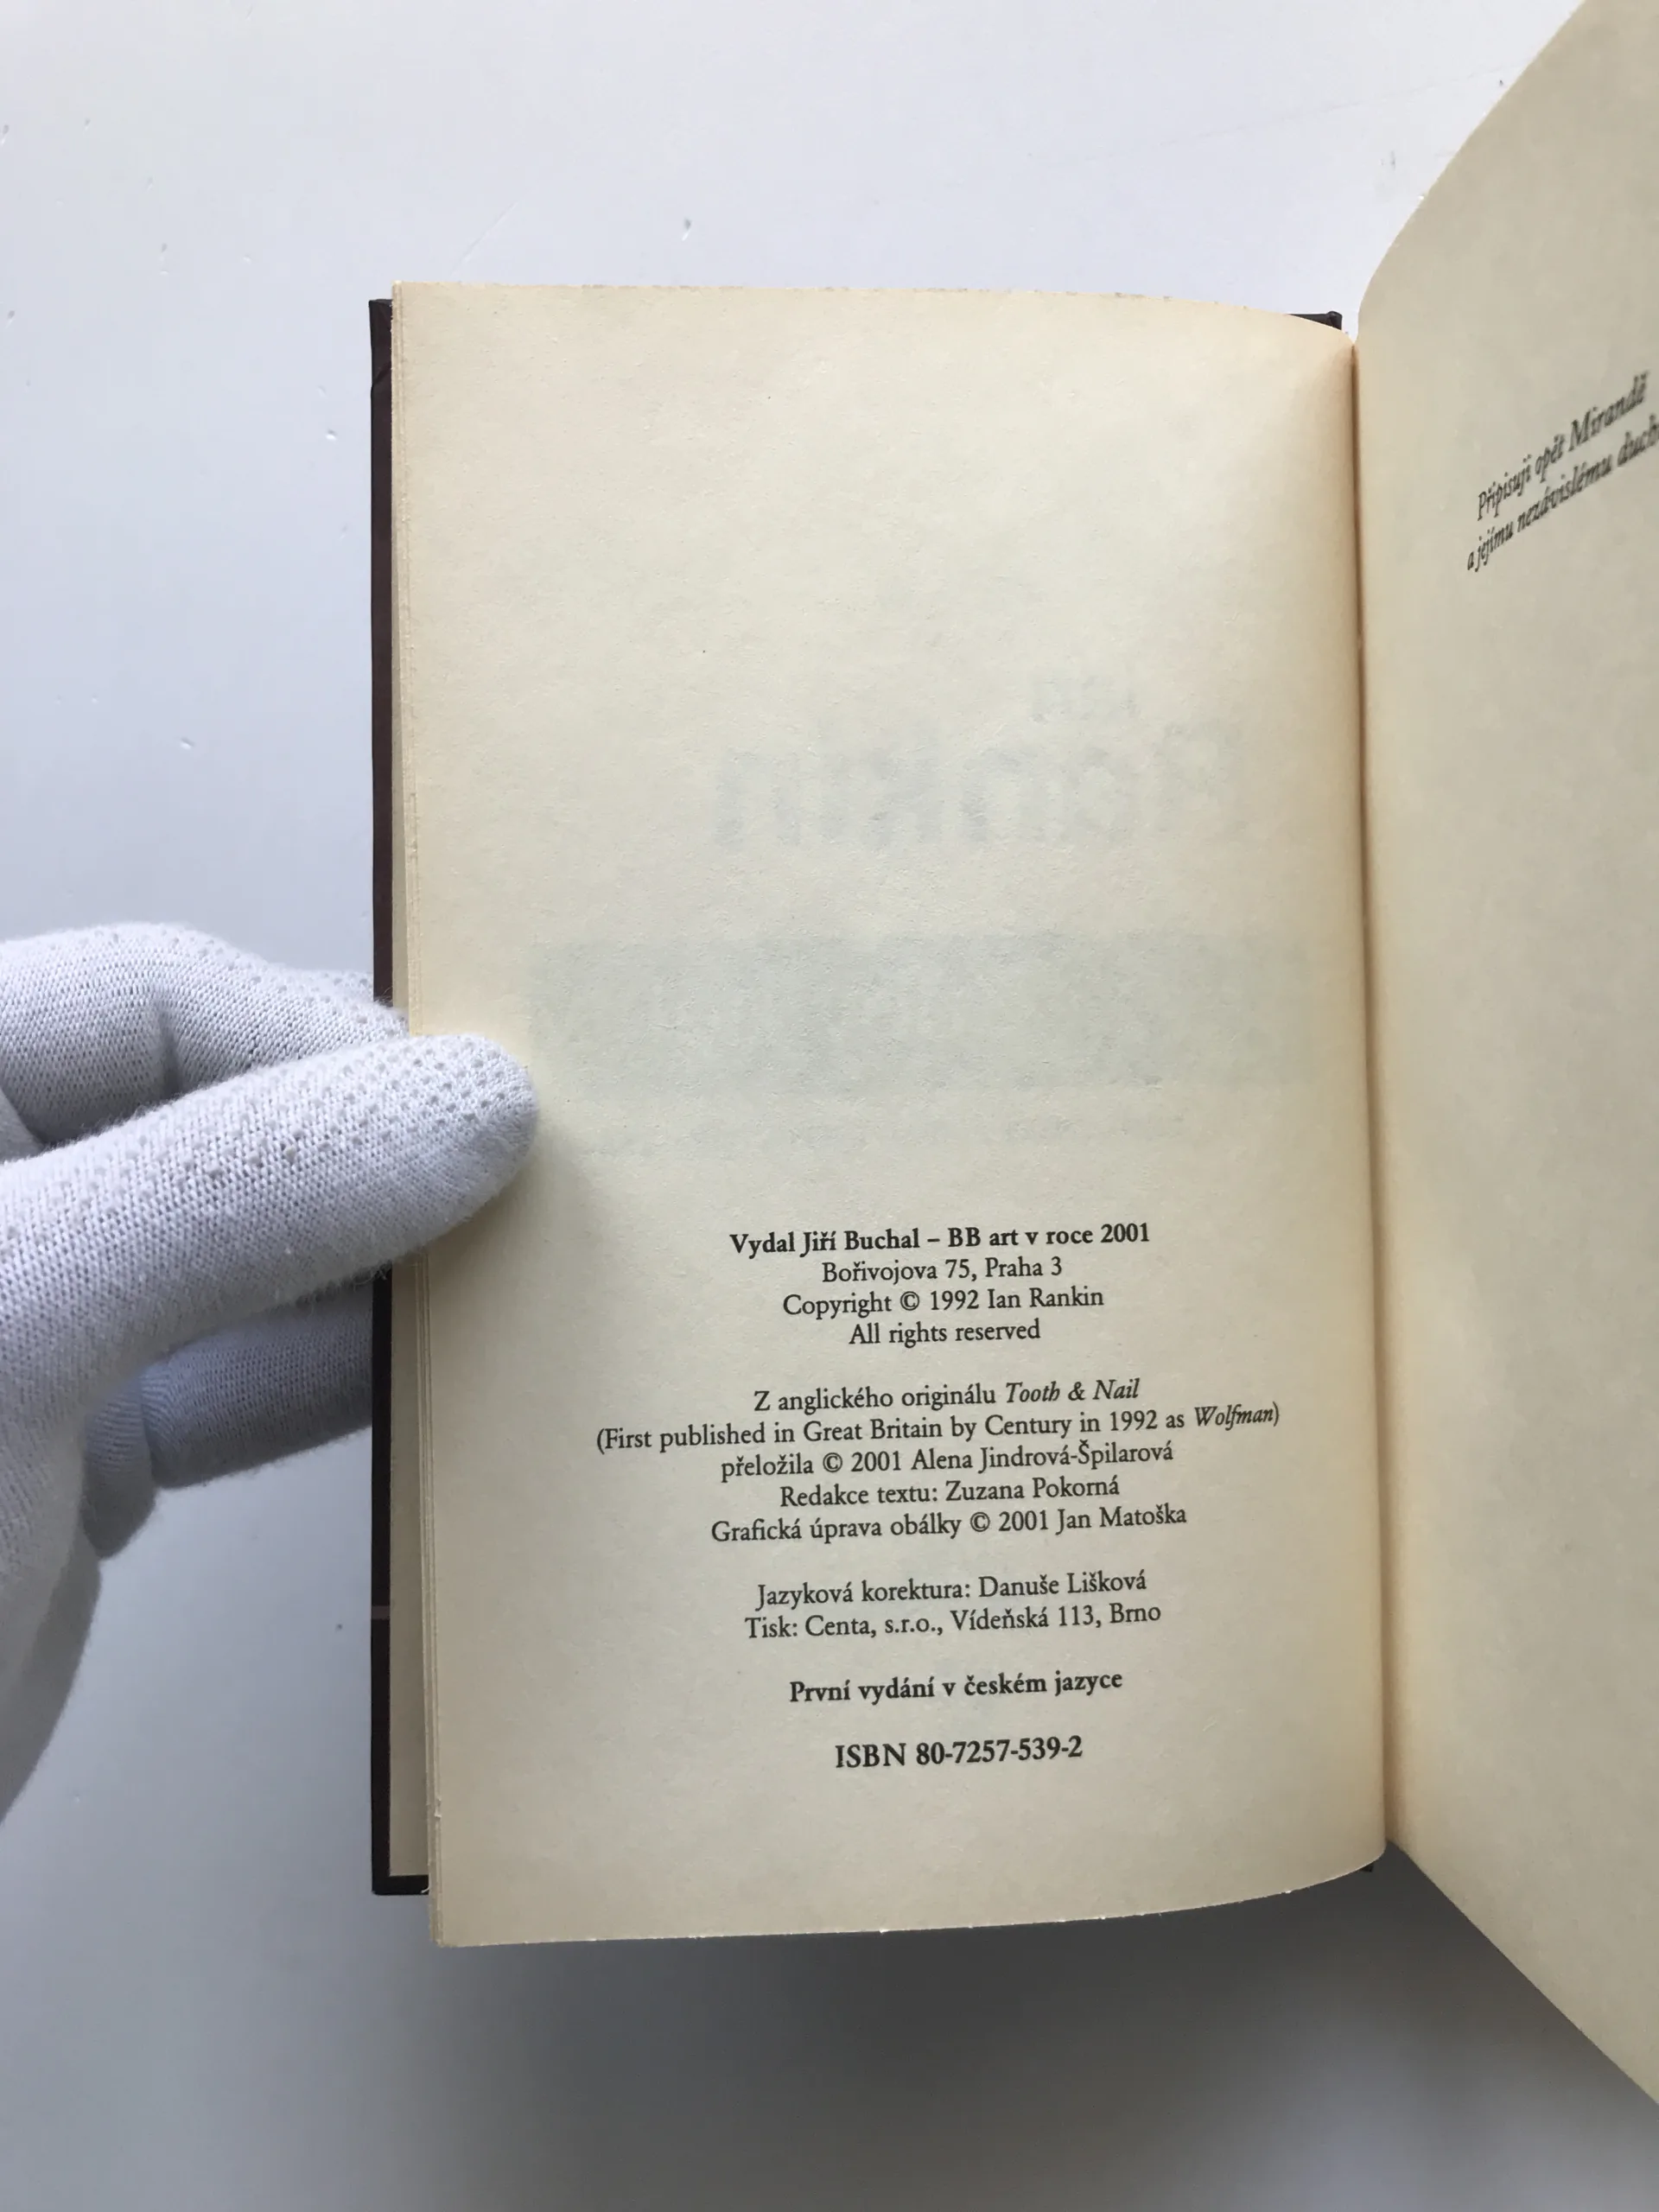 Vydal Jiří Buchal – BB art v roce 2001
Bořivojova 75, Praha 3
Copyright © 1992 Ian Rankin
All rights reserved
Z anglického originálu Tooth & Nail
(First published in Great Britain by Century in 1992 as Wolfman)
přeložila © 2001 Alena Jindrová-Špilarová
Redakce textu: Zuzana Pokorná
Grafická úprava obálky © 2001 Jan Matoška
Jazyková korektura: Danuše Lišková
Tisk: Centa, s.r.o., Vídeňská 113, Brno
První vydání v českém jazyce
ISBN 80-7257-539-2
Připisuji opět Mirandě
a jejímu nezávislému